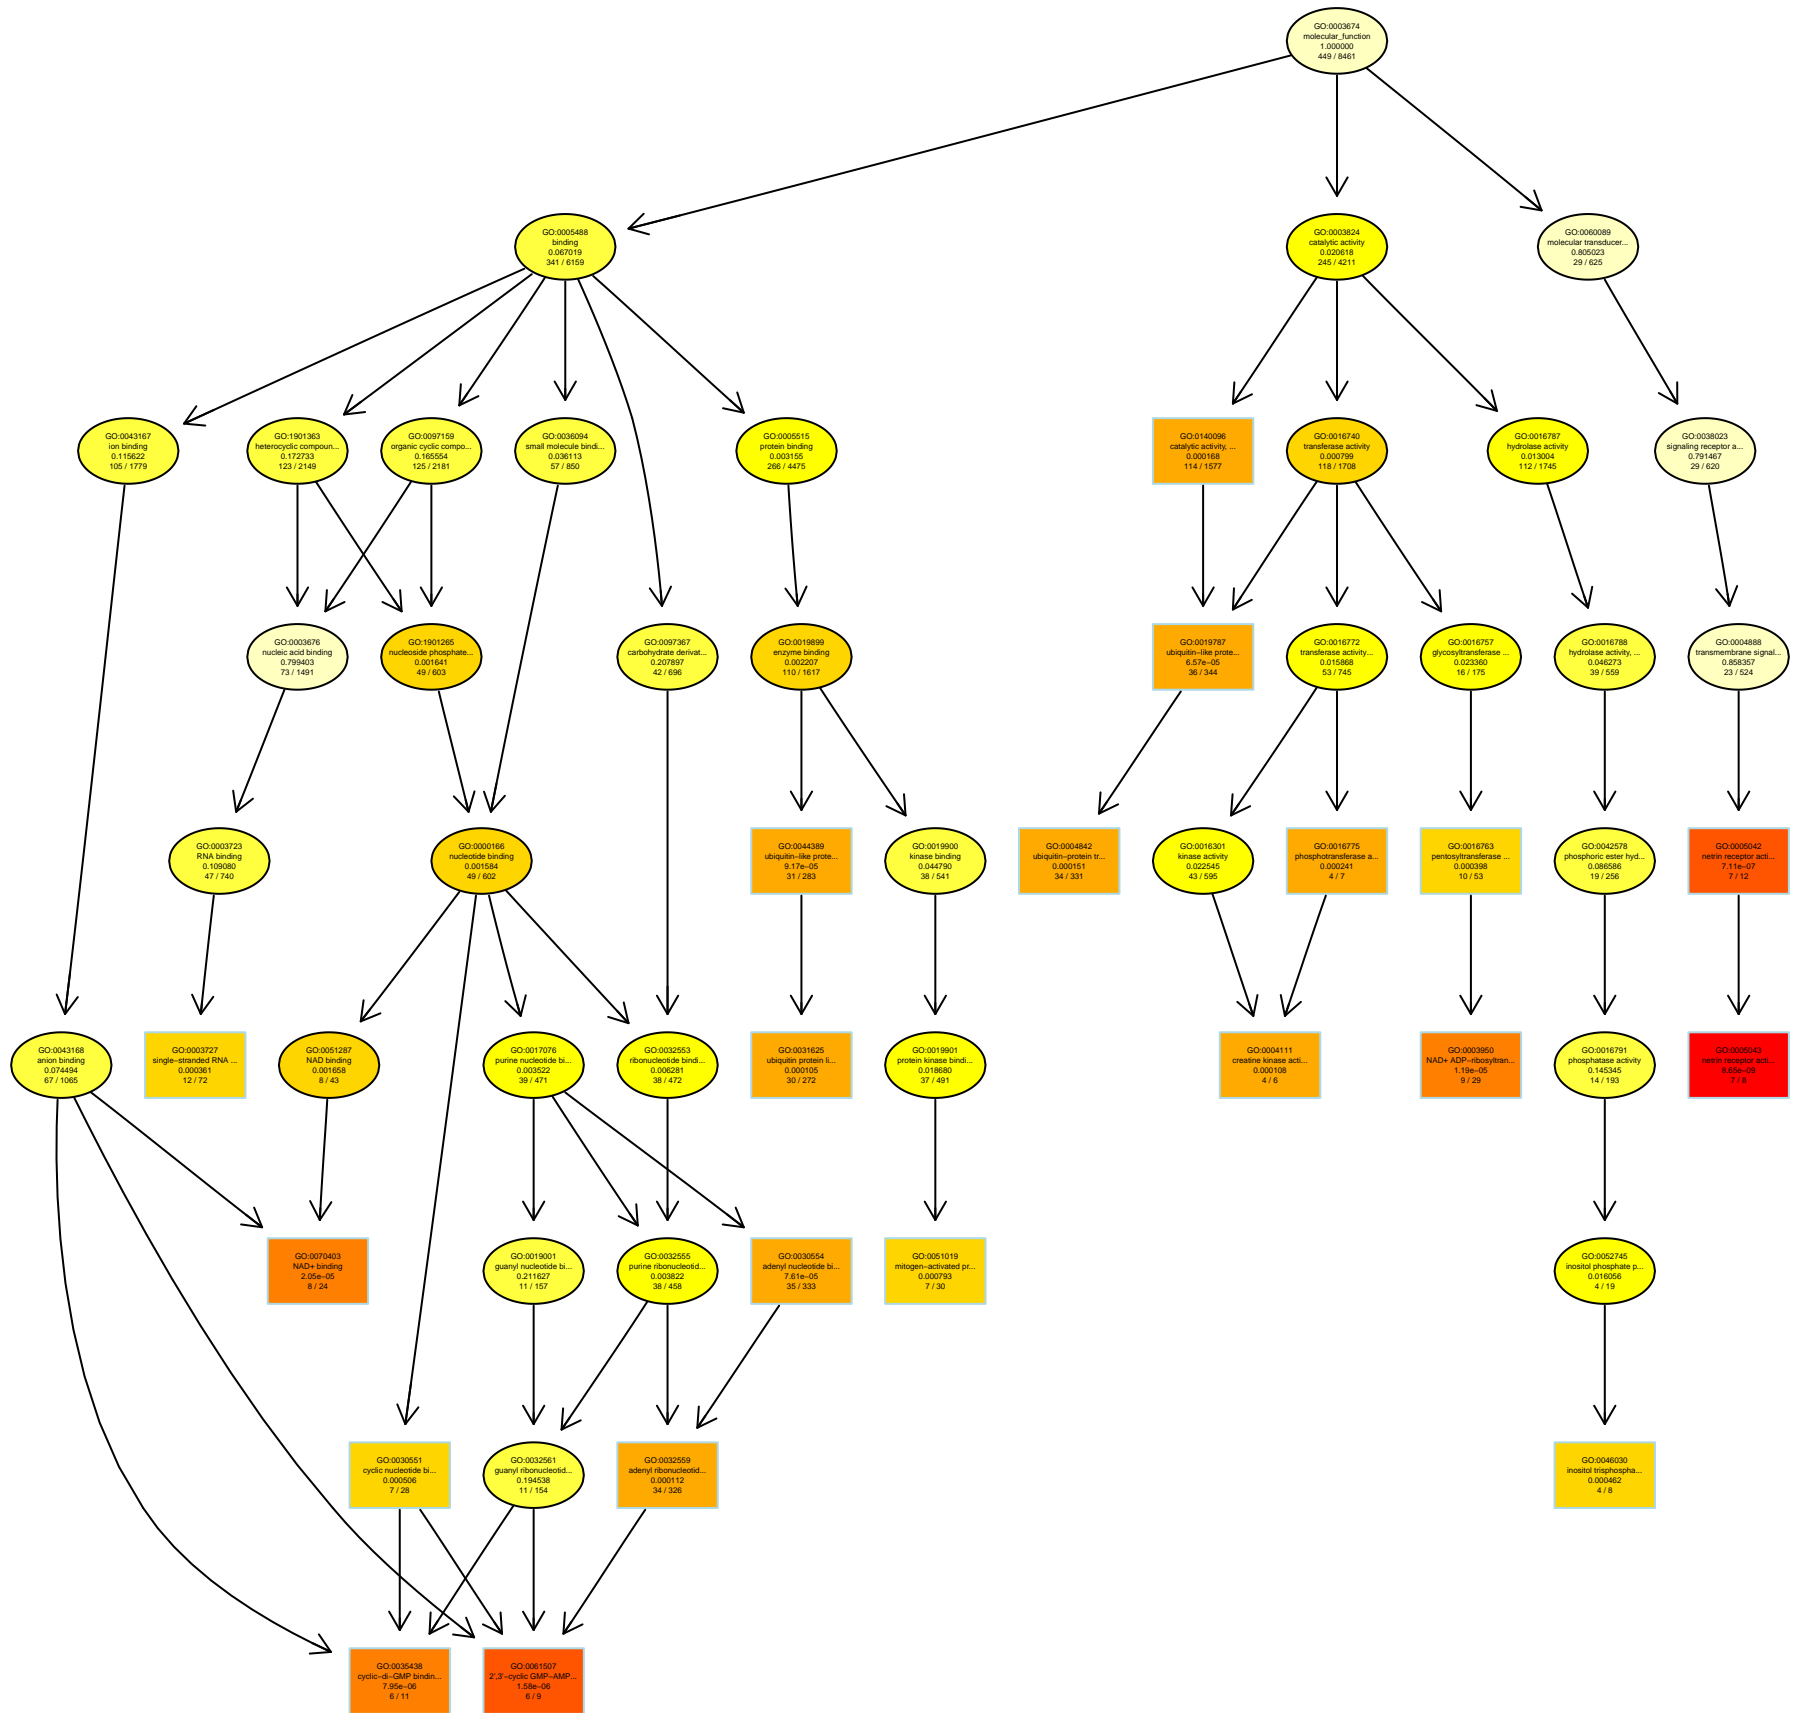 GO:0003674
molecular_function
1.000000
449 / 8461
GO:0005488
binding
0.067019
341 / 6159
GO:0003824
catalytic activity
0.020618
245 / 4211
GO:0060089
molecular transducer...
0.805023
29 / 625
GO:0043167
ion binding
0.115622
105 / 1779
GO:1901363
heterocyclic compoun...
0.172733
123 / 2149
GO:0097159
organic cyclic compo...
0.165554
125 / 2181
GO:0036094
small molecule bindi...
0.036113
57 / 850
GO:0005515
protein binding
0.003155
266 / 4475
GO:0140096
catalytic activity, ...
0.000168
114 / 1577
GO:0016740
transferase activity
0.000799
118 / 1708
GO:0016787
hydrolase activity
0.013004
112 / 1745
GO:0038023
signaling receptor a...
0.791467
29 / 620
GO:0003676
nucleic acid binding
0.799403
73 / 1491
GO:1901265
nucleoside phosphate...
0.001641
49 / 603
GO:0097367
carbohydrate derivat...
0.207897
42 / 696
GO:0019899
enzyme binding
0.002207
110 / 1617
GO:0019787
ubiquitin−like prote...
6.57e−05
36 / 344
GO:0016772
transferase activity...
0.015868
53 / 745
GO:0016757
glycosyltransferase ...
0.023360
16 / 175
GO:0016788
hydrolase activity, ...
0.046273
39 / 559
GO:0004888
transmembrane signal...
0.858357
23 / 524
GO:0003723
RNA binding
0.109080
47 / 740
GO:0000166
nucleotide binding
0.001584
49 / 602
GO:0044389
ubiquitin−like prote...
9.17e−05
31 / 283
GO:0019900
kinase binding
0.044790
38 / 541
GO:0004842
ubiquitin−protein tr...
0.000151
34 / 331
GO:0016301
kinase activity
0.022545
43 / 595
GO:0016775
phosphotransferase a...
0.000241
4 / 7
GO:0016763
pentosyltransferase ...
0.000398
10 / 53
GO:0042578
phosphoric ester hyd...
0.086586
19 / 256
GO:0005042
netrin receptor acti...
7.11e−07
7 / 12
GO:0043168
anion binding
0.074494
67 / 1065
GO:0003727
single−stranded RNA ...
0.000361
12 / 72
GO:0051287
NAD binding
0.001658
8 / 43
GO:0017076
purine nucleotide bi...
0.003522
39 / 471
GO:0032553
ribonucleotide bindi...
0.006281
38 / 472
GO:0031625
ubiquitin protein li...
0.000105
30 / 272
GO:0019901
protein kinase bindi...
0.018680
37 / 491
GO:0004111
creatine kinase acti...
0.000108
4 / 6
GO:0003950
NAD+ ADP−ribosyltran...
1.19e−05
9 / 29
GO:0016791
phosphatase activity
0.145345
14 / 193
GO:0005043
netrin receptor acti...
8.65e−09
7 / 8
GO:0070403
NAD+ binding
2.05e−05
8 / 24
GO:0019001
guanyl nucleotide bi...
0.211627
11 / 157
GO:0032555
purine ribonucleotid...
0.003822
38 / 458
GO:0030554
adenyl nucleotide bi...
7.61e−05
35 / 333
GO:0051019
mitogen−activated pr...
0.000793
7 / 30
GO:0052745
inositol phosphate p...
0.016056
4 / 19
GO:0030551
cyclic nucleotide bi...
0.000506
7 / 28
GO:0032561
guanyl ribonucleotid...
0.194538
11 / 154
GO:0032559
adenyl ribonucleotid...
0.000112
34 / 326
GO:0046030
inositol trisphospha...
0.000462
4 / 8
GO:0035438
cyclic−di−GMP bindin...
7.95e−06
6 / 11
GO:0061507
2',3'−cyclic GMP−AMP...
1.58e−06
6 / 9